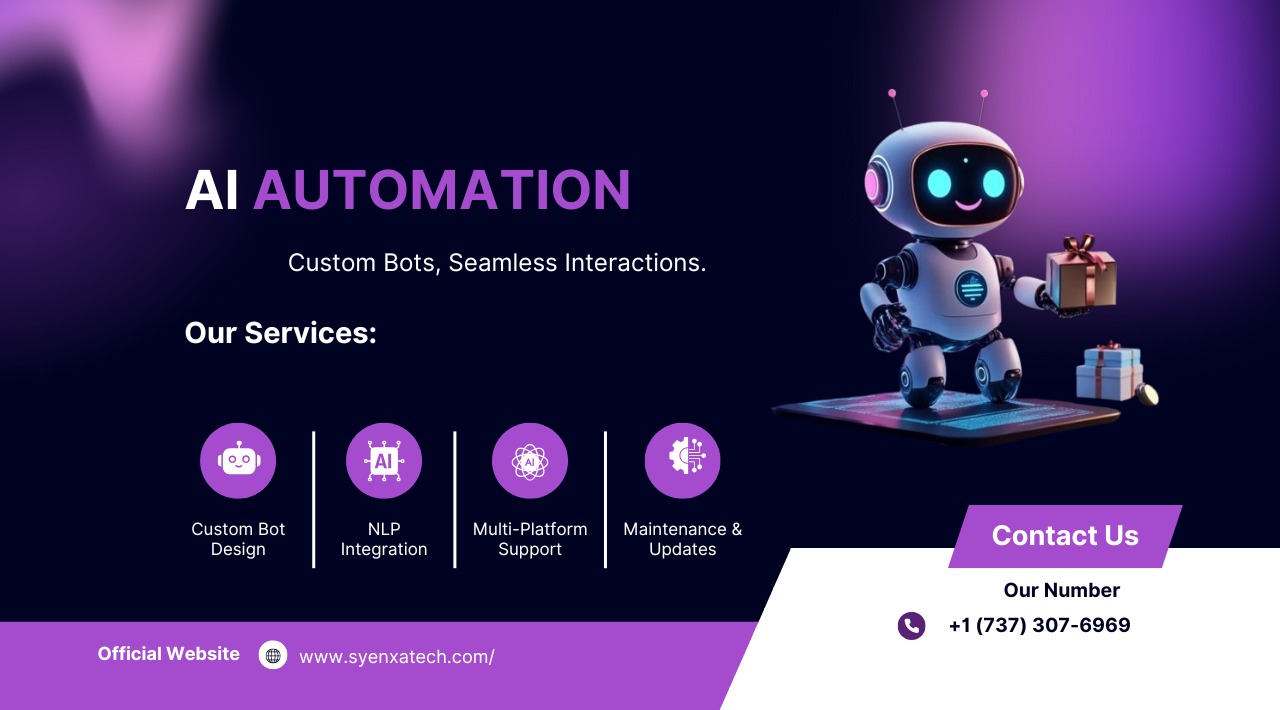 AI AUTOMATION
Custom Bots, Seamless Interactions.
Our Services:
Custom Bot
Design
AI
NLP
Integration
AI
Multi-Platform
Support
Maintenance &
Updates
Contact Us
Our Number
+1 (737) 307-6969
Official Website
www.syenxatech.com/